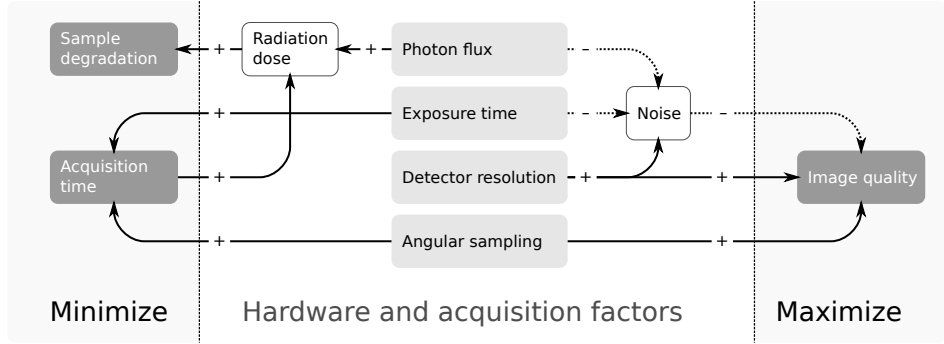 Sample
degradation
+
Radiation
dose
+
Photon flux
–
+
Exposure time
–
Noise
–
Acquisition
time
+
Detector resolution
+
+
Image quality
+
Angular sampling
+
Minimize
Hardware and acquisition factors
Maximize